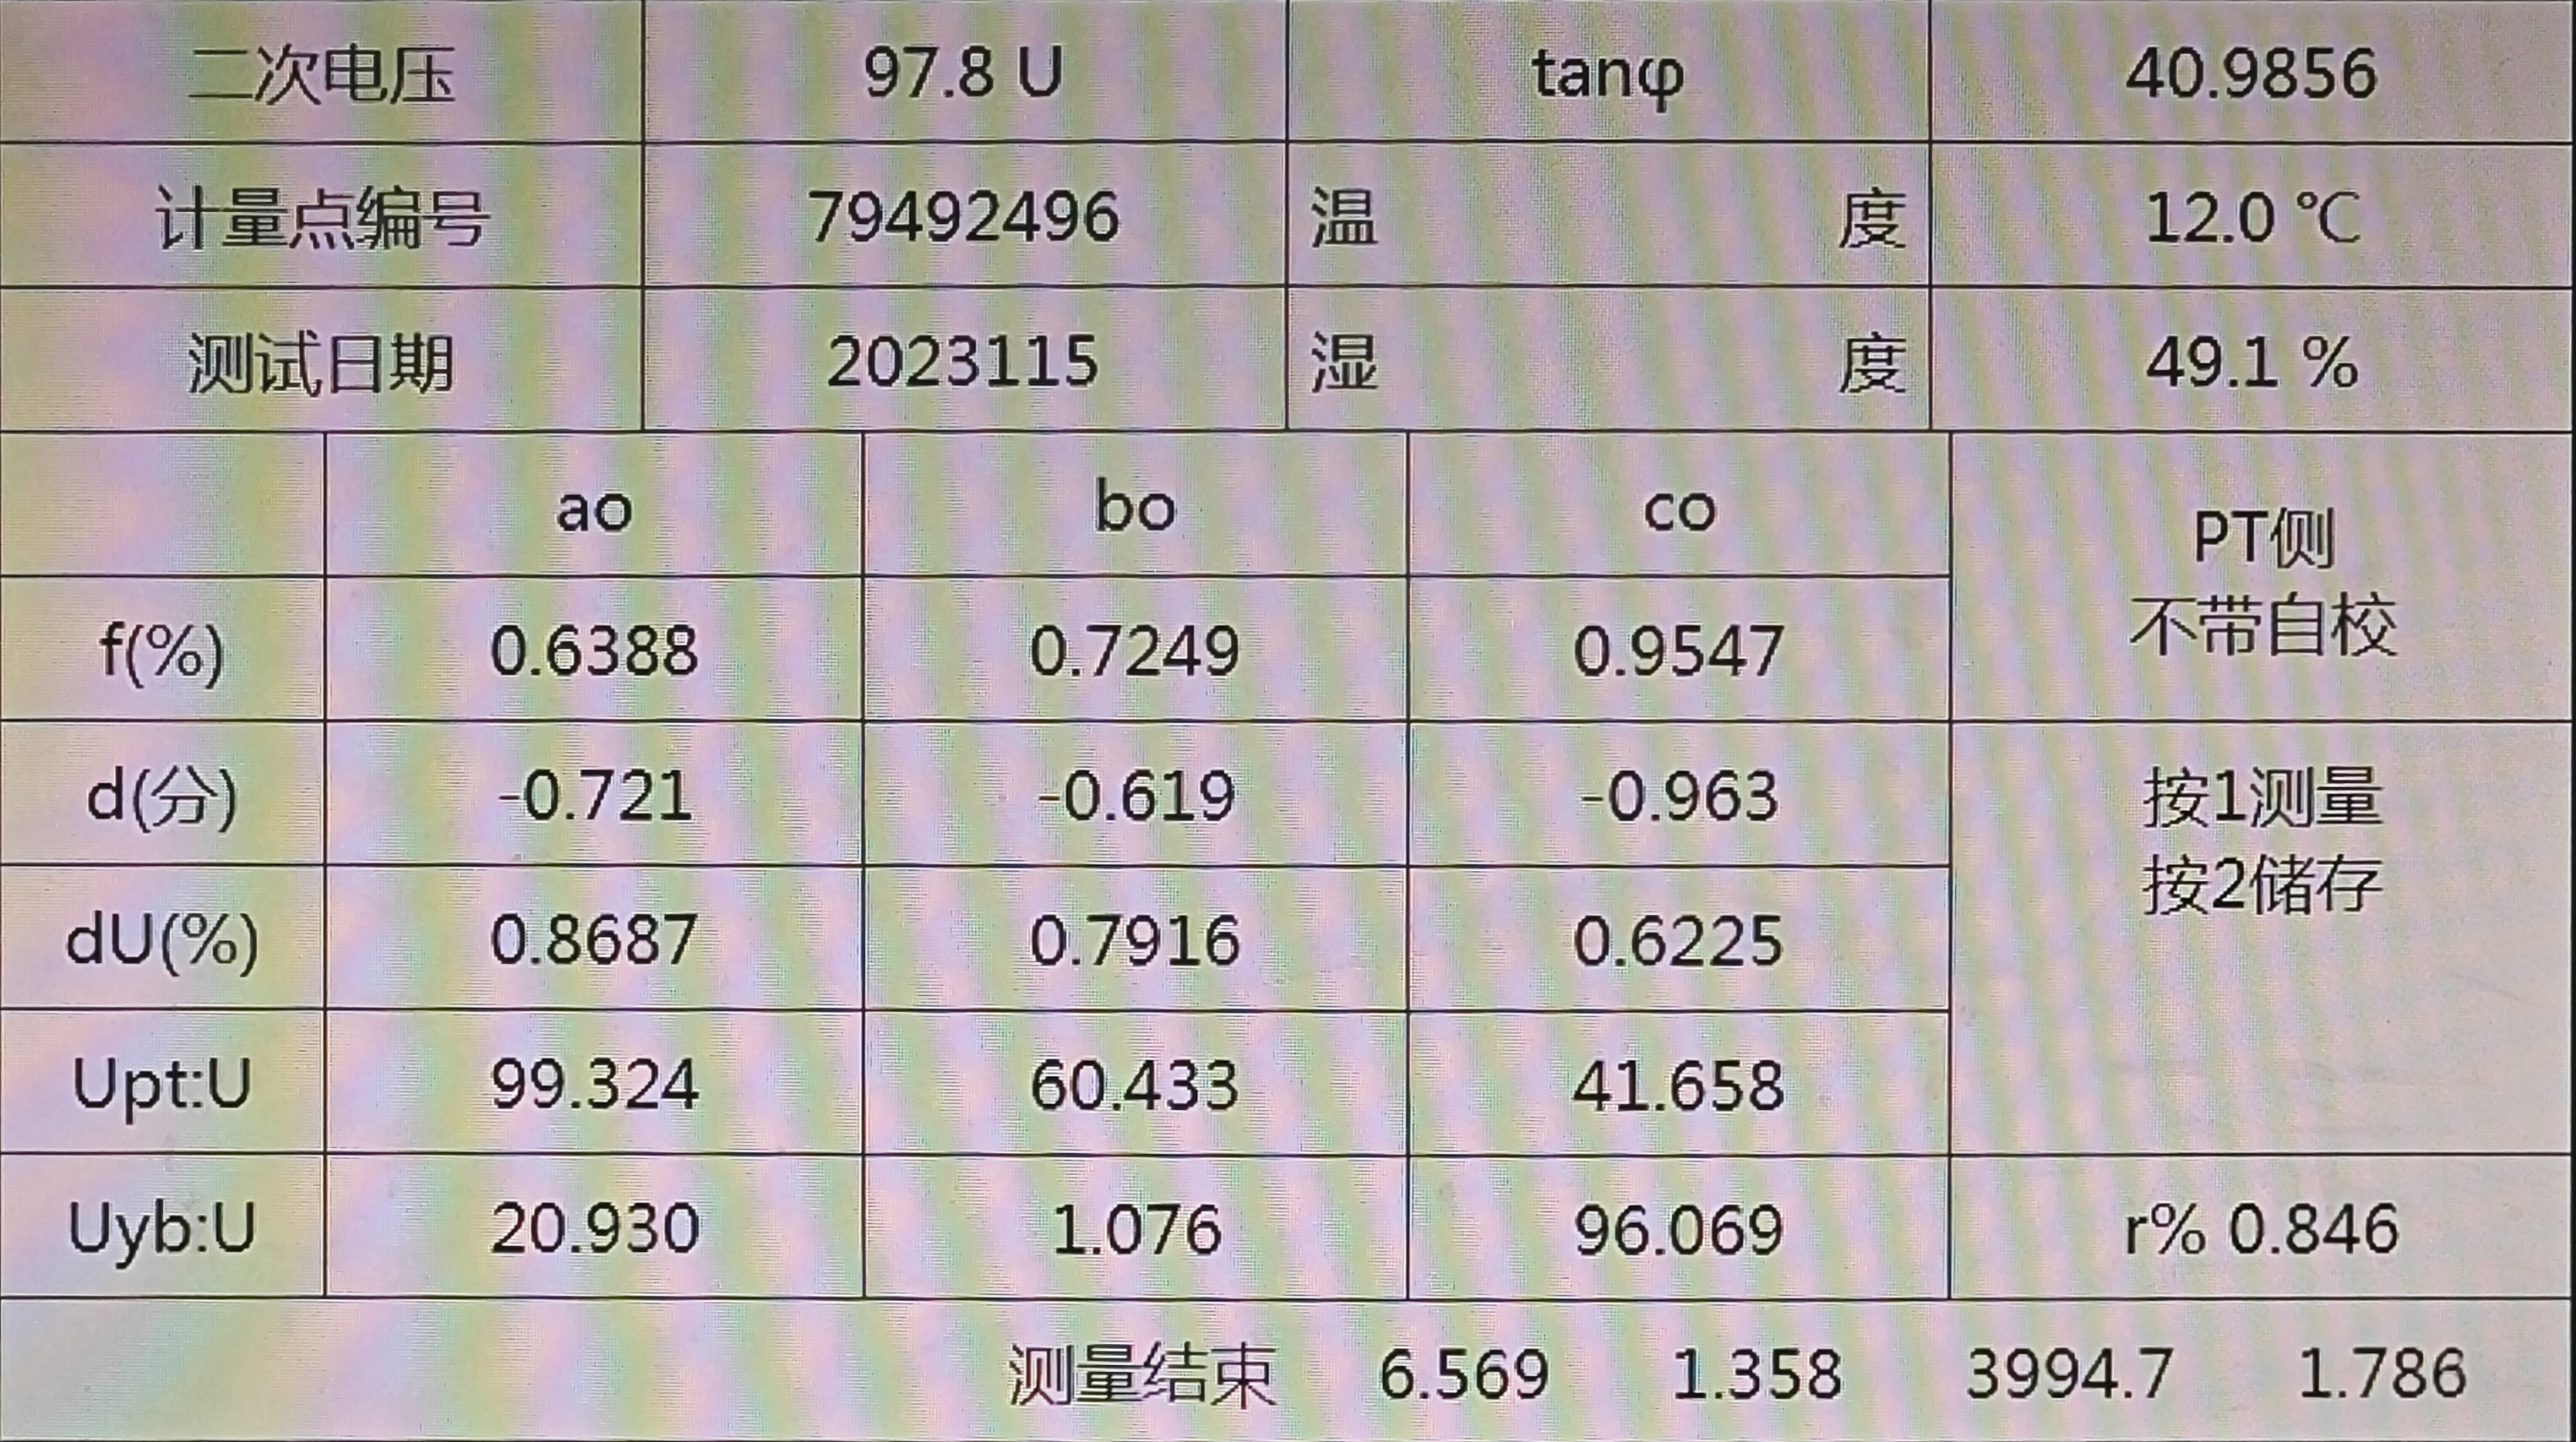 二次电压 97.8 U tanφ 40.9856
计量点编号 79492496 温度 12.0 ℃
测试日期 2023115 湿度 49.1 %
ao bo co PT侧
不带自校
f(%) 0.6388 0.7249 0.9547
d(分) -0.721 -0.619 -0.963 按1测量
按2储存
dU(%) 0.8687 0.7916 0.6225
Upt:U 99.324 60.433 41.658
Uyb:U 20.930 1.076 96.069 r% 0.846
测量结束 6.569 1.358 3994.7 1.786